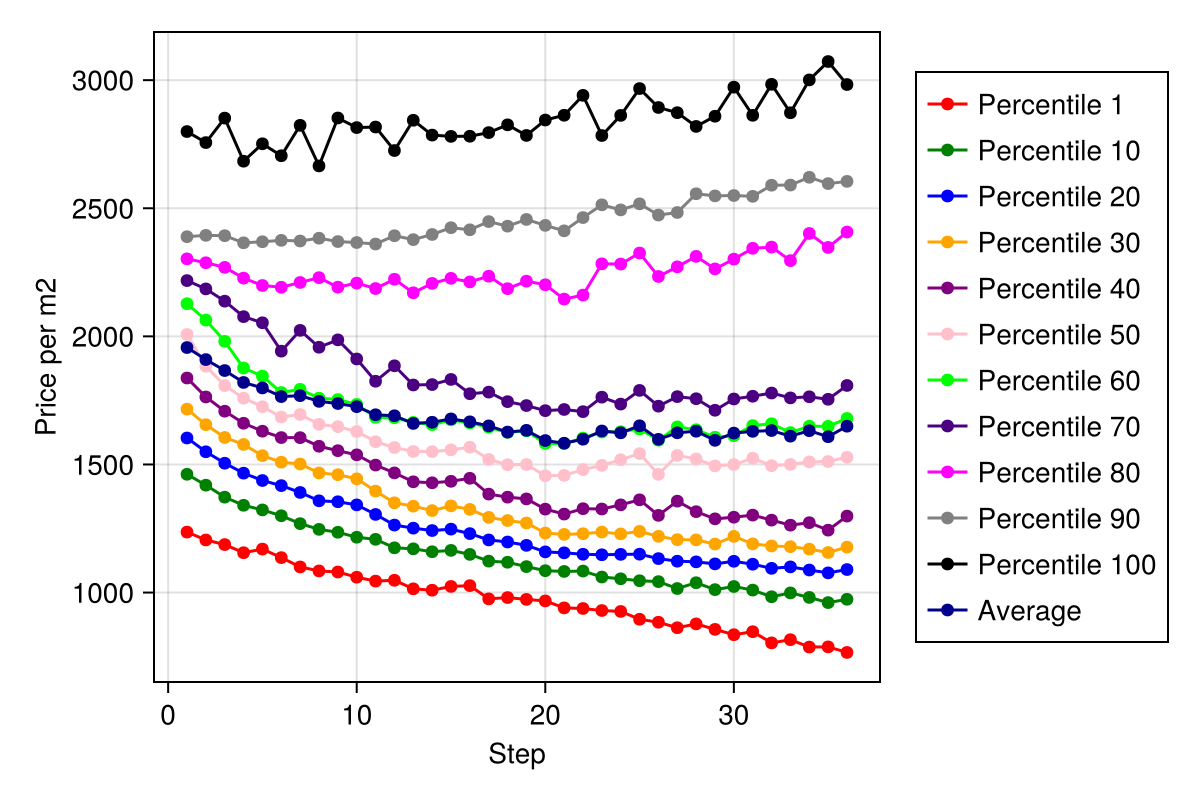 3000
2500
2000
1500
1000
Price per m2
0 10 20 30
Step
Percentile 1
Percentile 10
Percentile 20
Percentile 30
Percentile 40
Percentile 50
Percentile 60
Percentile 70
Percentile 80
Percentile 90
Percentile 100
Average